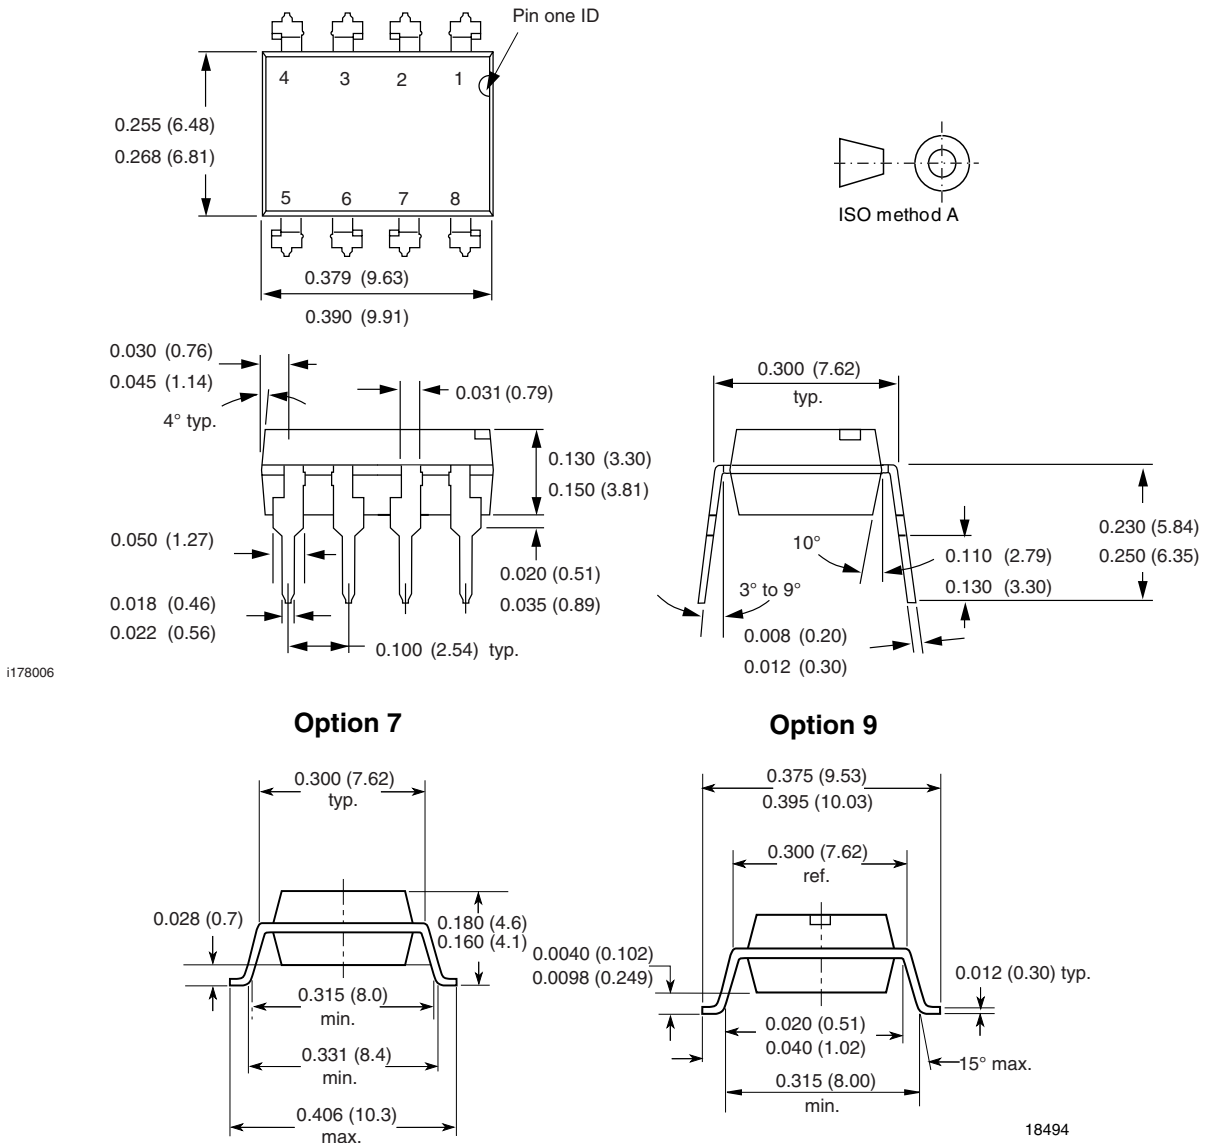 Pin one ID
4 3 2 1
0.255 (6.48)
0.268 (6.81)
5 6 7 8
ISO method A
0.379 (9.63)
0.390 (9.91)
0.030 (0.76)
0.045 (1.14)
4° typ.
0.031 (0.79)
0.130 (3.30)
0.150 (3.81)
0.050 (1.27)
0.020 (0.51)
0.035 (0.89)
0.018 (0.46)
0.022 (0.56)
0.100 (2.54) typ.
0.300 (7.62)
typ.
10°
0.230 (5.84)
0.250 (6.35)
0.110 (2.79)
0.130 (3.30)
3° to 9°
0.008 (0.20)
0.012 (0.30)
i178006
Option 7
0.300 (7.62)
typ.
0.028 (0.7)
0.180 (4.6)
0.160 (4.1)
0.315 (8.0)
min.
0.331 (8.4)
min.
0.406 (10.3)
max.
Option 9
0.375 (9.53)
0.395 (10.03)
0.300 (7.62)
ref.
0.0040 (0.102)
0.0098 (0.249)
0.012 (0.30) typ.
0.020 (0.51)
0.040 (1.02)
15° max.
0.315 (8.00)
min.
18494